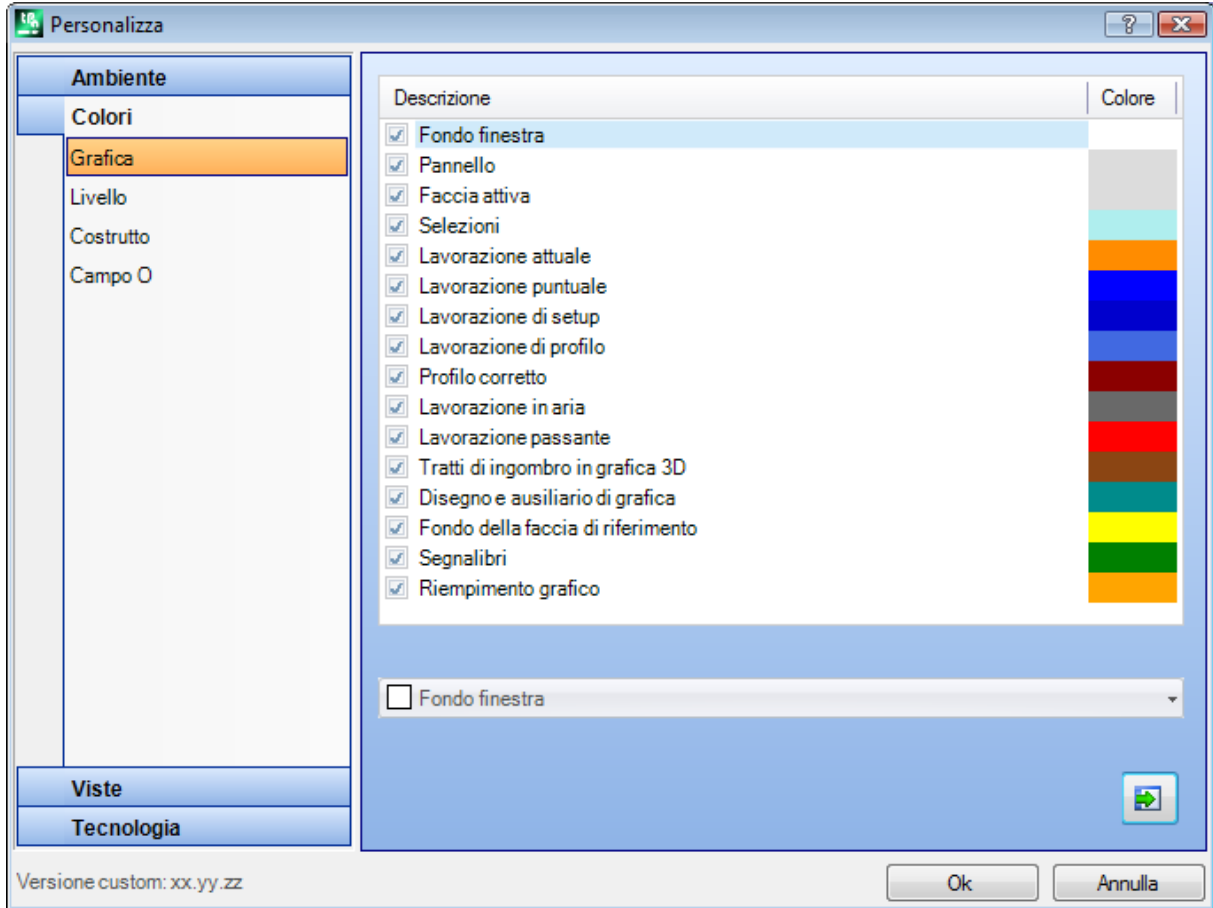 Personalizza
Ambiente
Colori
Grafica
Livello
Costrutto
Campo O
Viste
Tecnologia
Descrizione Colore
Fondo finestra
Pannello
Faccia attiva
Selezioni
Lavorazione attuale
Lavorazione puntuale
Lavorazione di setup
Lavorazione di profilo
Profilo corretto
Lavorazione in aria
Lavorazione passante
Tratti di ingombro in grafica 3D
Disegno e ausiliario di grafica
Fondo della faccia di riferimento
Segnalibri
Riempimento grafico
Fondo finestra
Versione custom: xx.yy.zz
Ok Annulla